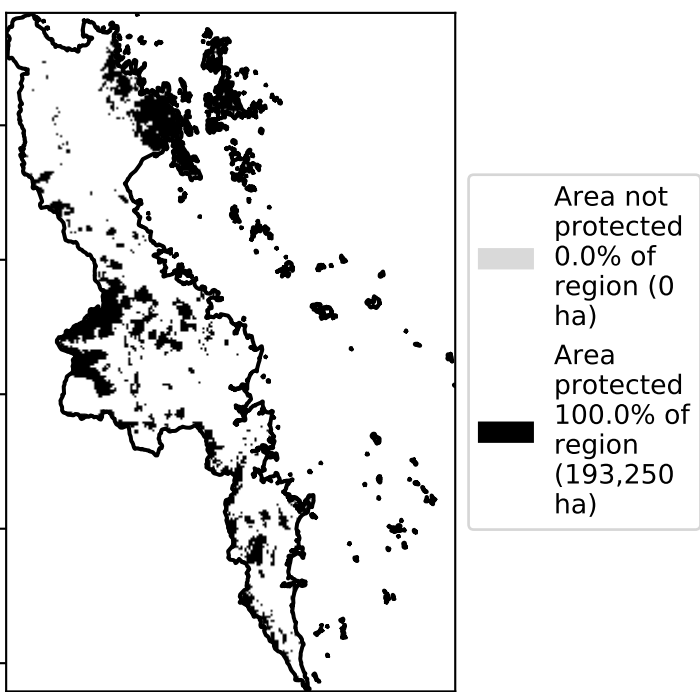 Area not
protected
0.0% of
region (0
ha)
Area
protected
100.0% of
region
(193,250
ha)